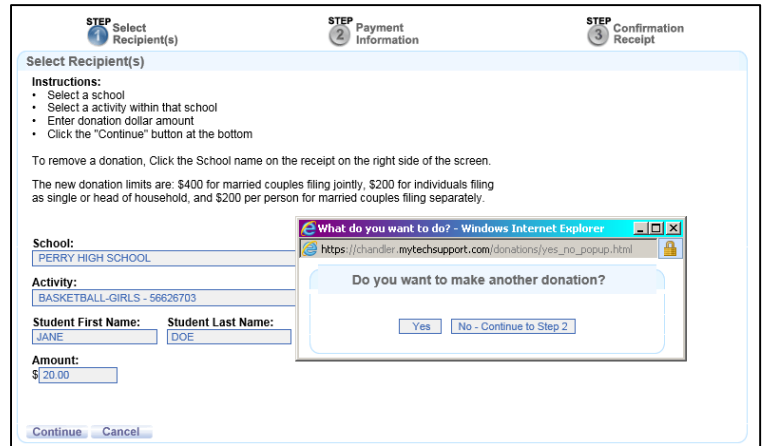 STEP 1 Select Recipient(s)
STEP 2 Payment Information
STEP 3 Confirmation Receipt
Select Recipient(s)
Instructions:
• Select a school
• Select a activity within that school
• Enter donation dollar amount
• Click the "Continue" button at the bottom
To remove a donation, Click the School name on the receipt on the right side of the screen.
The new donation limits are: $400 for married couples filing jointly, $200 for individuals filing
as single or head of household, and $200 per person for married couples filing separately.
School:
PERRY HIGH SCHOOL
Activity:
BASKETBALL-GIRLS - 56626703
Student First Name: Student Last Name:
JANE DOE
Amount:
$ 20.00
Continue Cancel
What do you want to do? - Windows Internet Explorer
https://chandler.mytechsupport.com/donations/yes_no_popup.html
Do you want to make another donation?
Yes No - Continue to Step 2